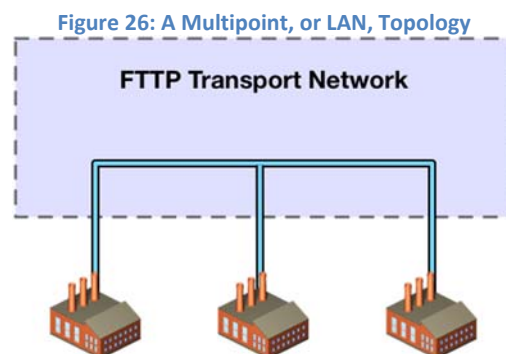 Figure 26: A Multipoint, or LAN, Topology
FTTP Transport Network